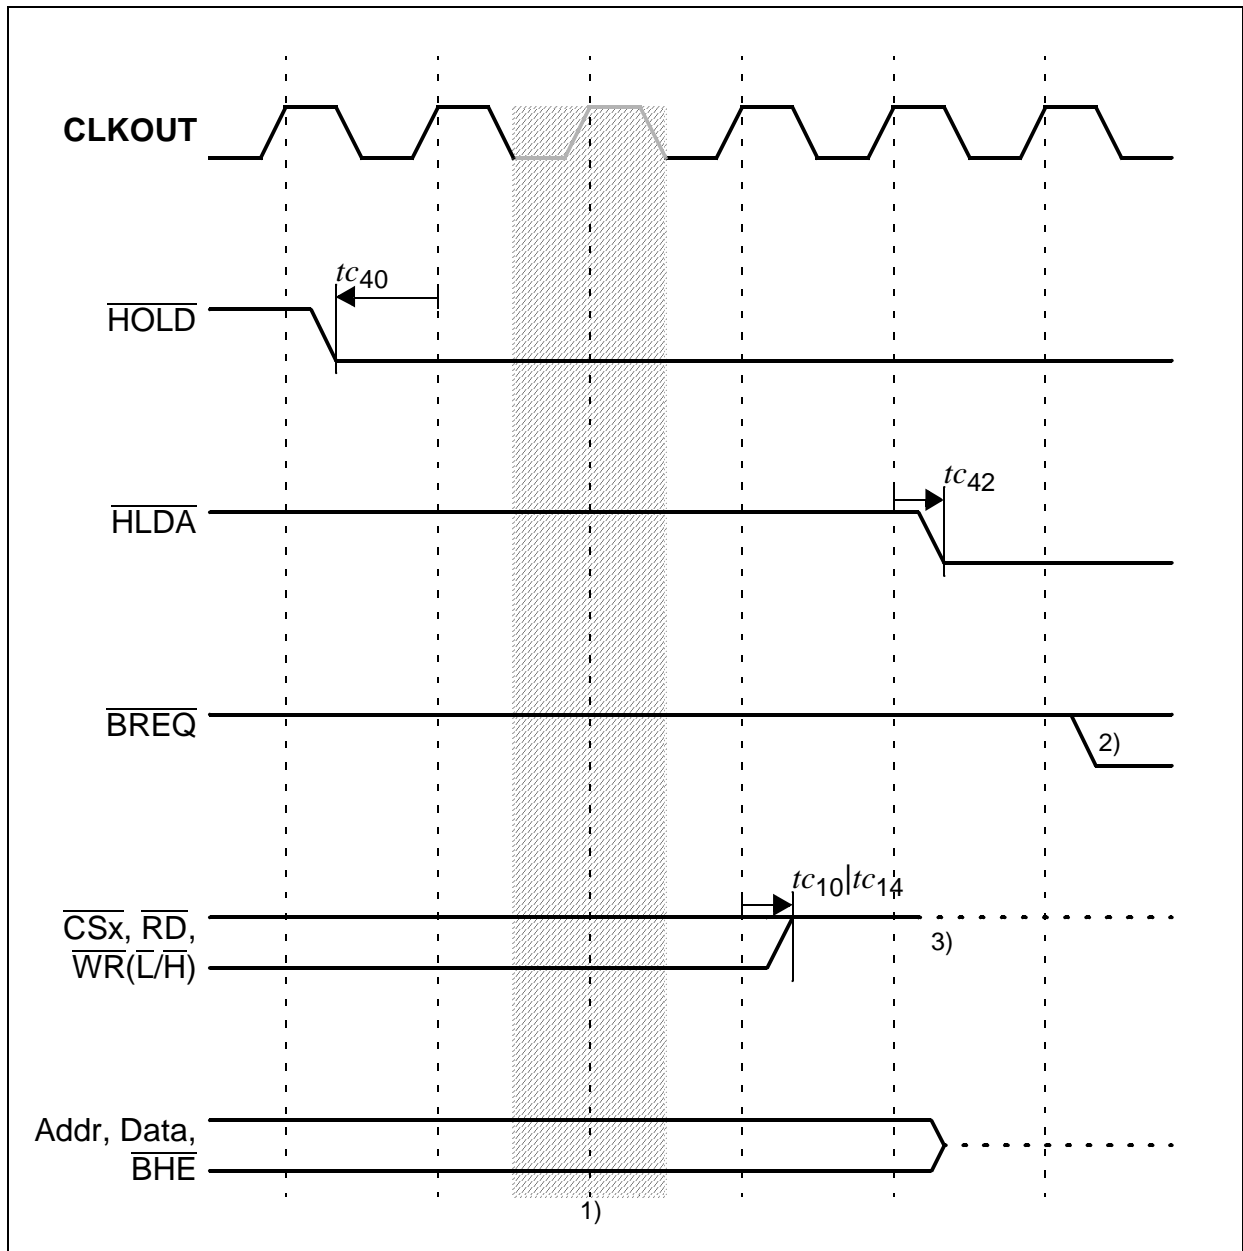 CLKOUT
tc40
HOLD
tc42
HLDA
BREQ
2)
tc10|tc14
CSx, RD,
WR(L/H)
3)
Addr, Data,
BHE
1)